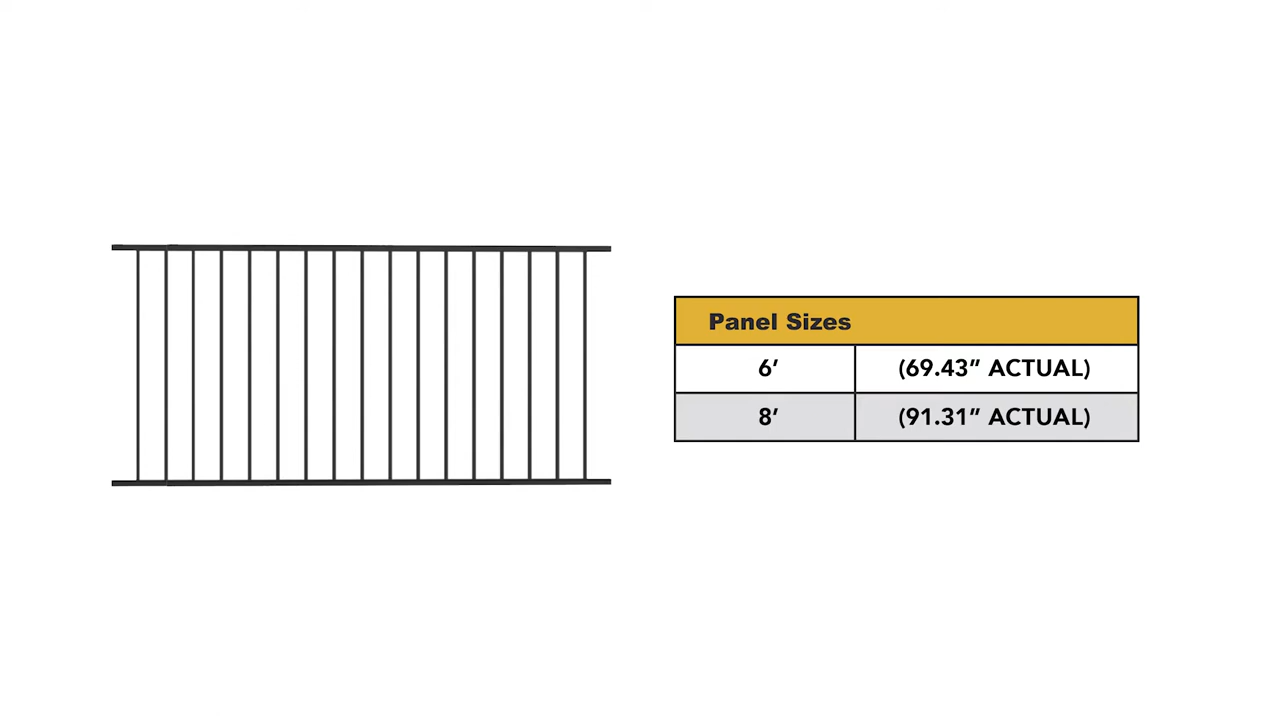 Panel Sizes
6′ (69.43” ACTUAL)
8′ (91.31” ACTUAL)